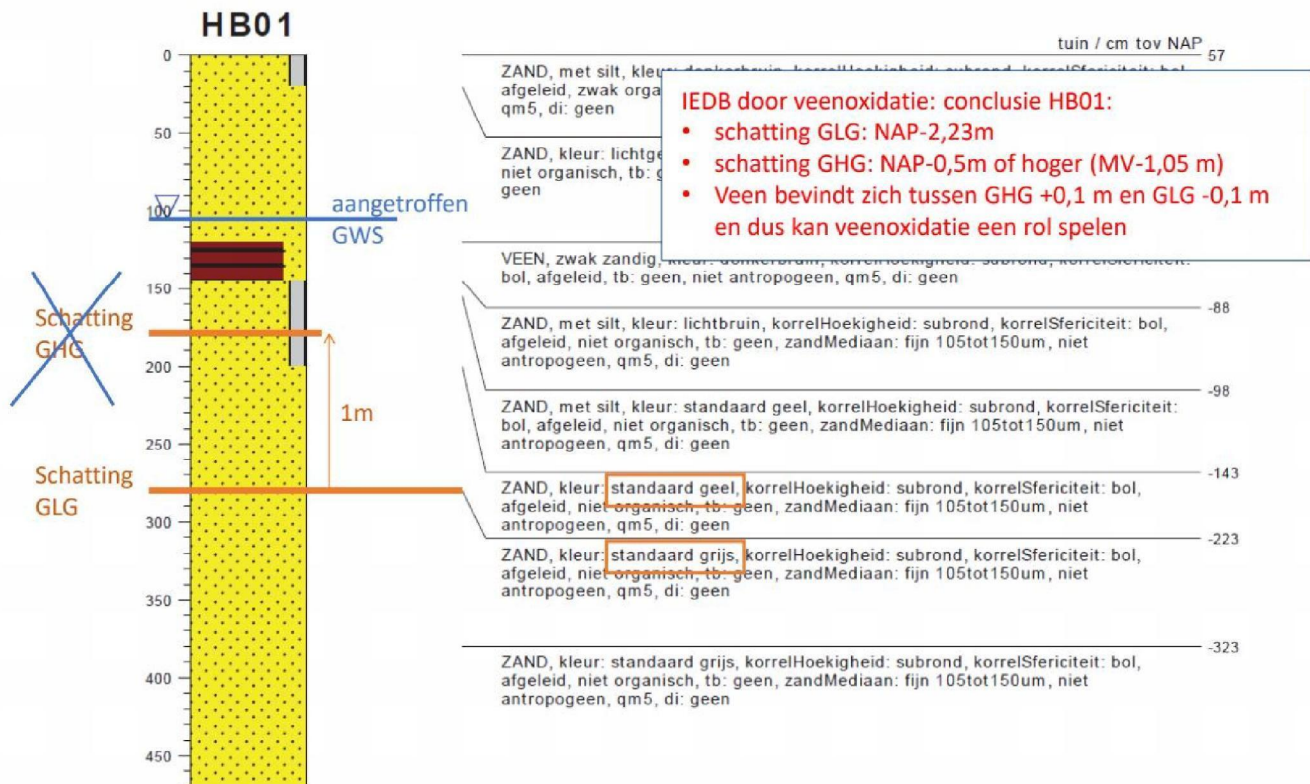 HB01
tuin / cm tov NAP
0
57
ZAND, met silt, kleur: donkerbruin, korrelHoekigheid: subrond, korrelSfericiteit: bol,
afgeleid, zwak orga
qm5, di: geen
50
ZAND, kleur: lichtge
niet organisch, tb: g
geen
IEDB door veenoxidatie: conclusie HB01:
• schatting GLG: NAP-2,23m
• schatting GHG: NAP-0,5m of hoger (MV-1,05 m)
• Veen bevindt zich tussen GHG +0,1 m en GLG -0,1 m
en dus kan veenoxidatie een rol spelen
100
aangetroffen
GWS
VEEN, zwak zandig, kleur: donkerbruin, korrelHoekigheid: subrond, korrelSfericiteit:
bol, afgeleid, tb: geen, niet antropogeen, qm5, di: geen
150
-88
Schatting
GHG
ZAND, met silt, kleur: lichtbruin, korrelHoekigheid: subrond, korrelSfericiteit: bol,
afgeleid, niet organisch, tb: geen, zandMediaan: fijn 105tot150um, niet
antropogeen, qm5, di: geen
200
-98
1m
ZAND, met silt, kleur: standaard geel, korrelHoekigheid: subrond, korrelSfericiteit:
bol, afgeleid, niet organisch, tb: geen, zandMediaan: fijn 105tot150um, niet
antropogeen, qm5, di: geen
250
-143
Schatting
GLG
ZAND, kleur: standaard geel, korrelHoekigheid: subrond, korrelSfericiteit: bol,
afgeleid, niet organisch, tb: geen, zandMediaan: fijn 105tot150um, niet
antropogeen, qm5, di: geen
300
-223
ZAND, kleur: standaard grijs, korrelHoekigheid: subrond, korrelSfericiteit: bol,
afgeleid, niet organisch, tb: geen, zandMediaan: fijn 105tot150um, niet
antropogeen, qm5, di: geen
350
-323
400
ZAND, kleur: standaard grijs, korrelHoekigheid: subrond, korrelSfericiteit: bol,
afgeleid, niet organisch, tb: geen, zandMediaan: fijn 105tot150um, niet
antropogeen, qm5, di: geen
450